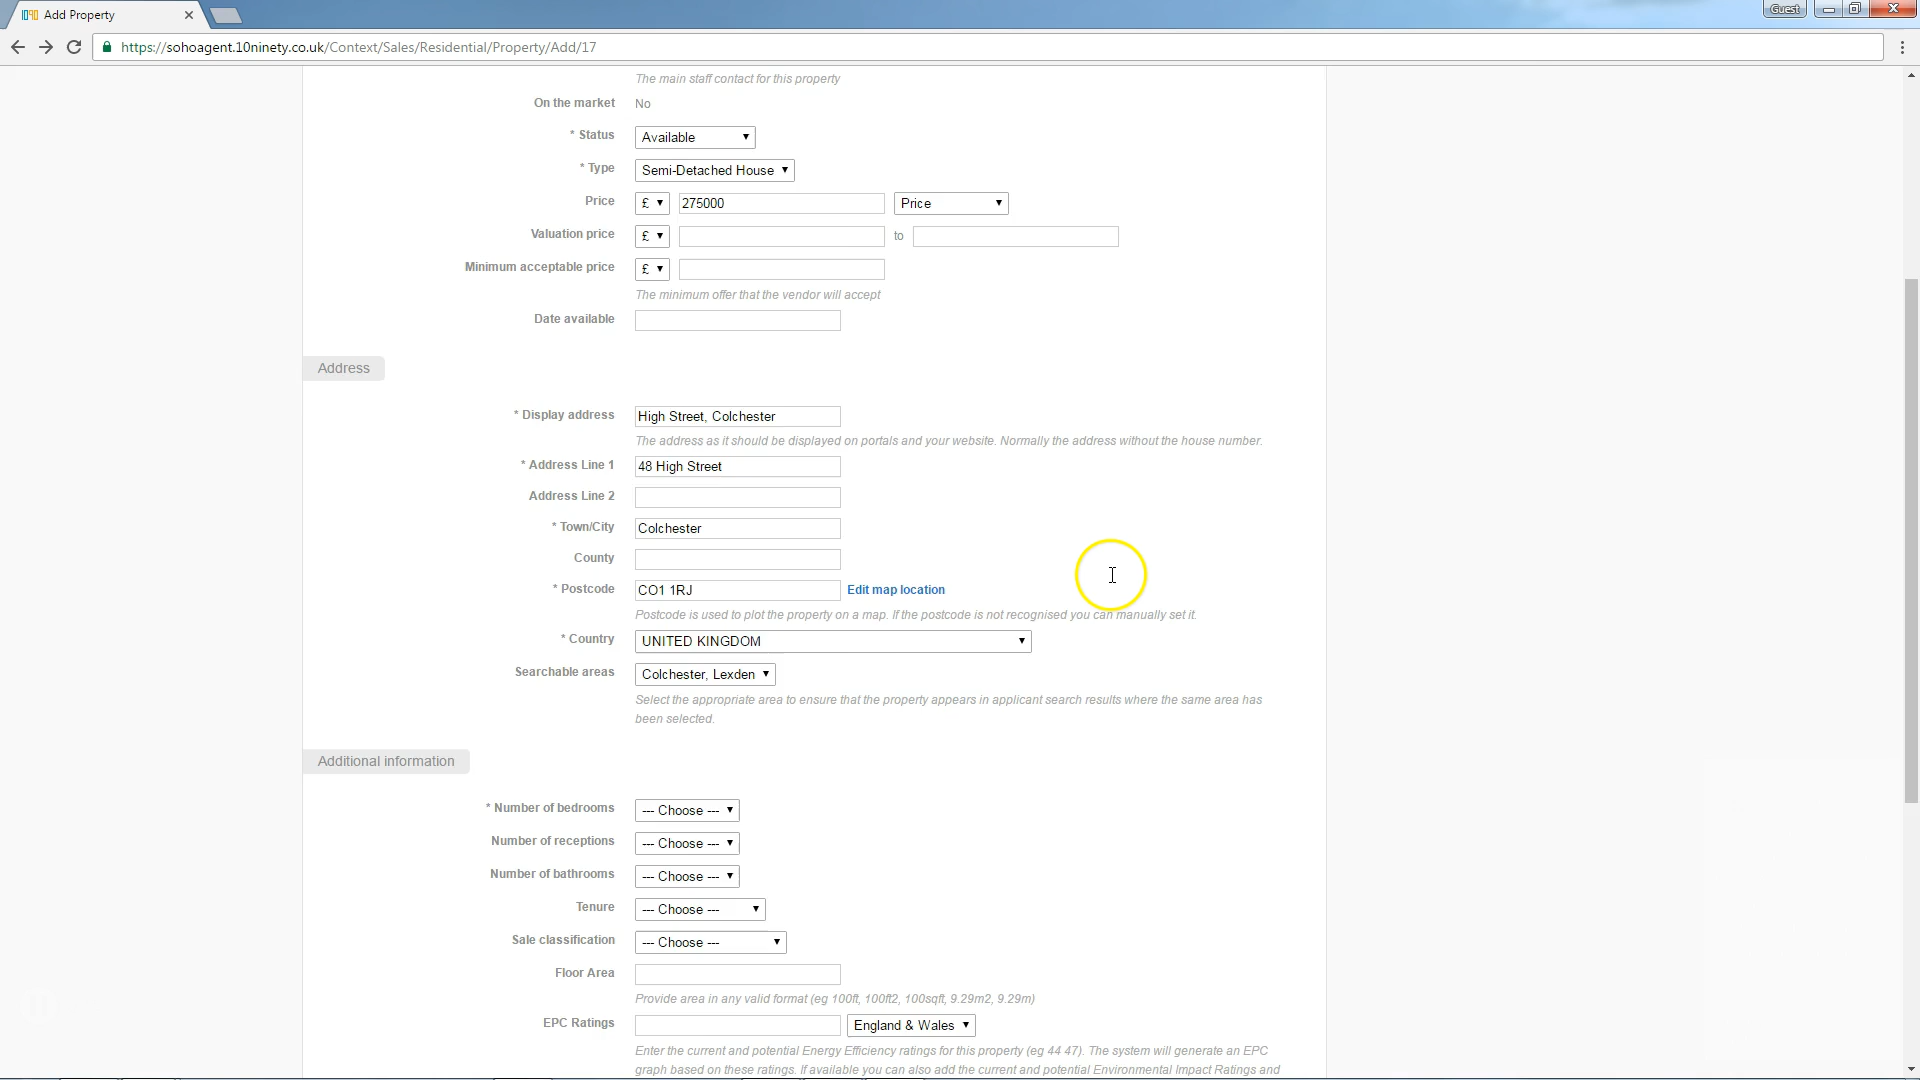 Add Property
Guest
https://sohoagent.10ninety.co.uk/Context/Sales/Residential/Property/Add/17
The main staff contact for this property
On the market No
* Status Available
* Type Semi-Detached House
Price £ 275000 Price
Valuation price £ to
Minimum acceptable price £
The minimum offer that the vendor will accept
Date available
Address
* Display address High Street, Colchester
The address as it should be displayed on portals and your website. Normally the address without the house number.
* Address Line 1 48 High Street
Address Line 2
* Town/City Colchester
County
* Postcode CO1 1RJ Edit map location
Postcode is used to plot the property on a map. If the postcode is not recognised you can manually set it.
* Country UNITED KINGDOM
Searchable areas Colchester, Lexden
Select the appropriate area to ensure that the property appears in applicant search results where the same area has
been selected.
Additional information
* Number of bedrooms --- Choose ---
Number of receptions --- Choose ---
Number of bathrooms --- Choose ---
Tenure --- Choose ---
Sale classification --- Choose ---
Floor Area
Provide area in any valid format (eg 100ft, 100ft2, 100sqft, 9.29m2, 9.29m)
EPC Ratings England & Wales
Enter the current and potential Energy Efficiency ratings for this property (eg 44 47). The system will generate an EPC
graph based on these ratings. If available you can also add the current and potential Environmental Impact Ratings and